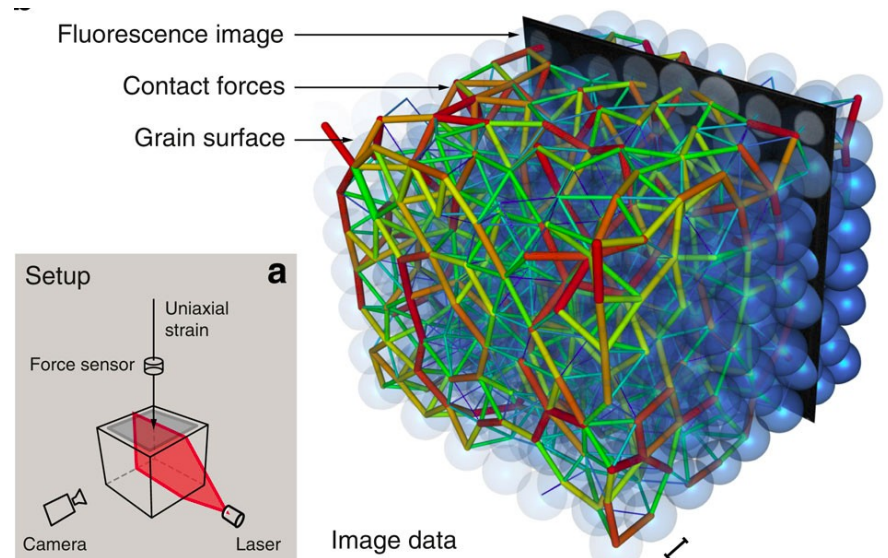 b
Fluorescence image
Contact forces
Grain surface
Setup
a
Uniaxial
strain
Force sensor
Camera
Laser
Image data